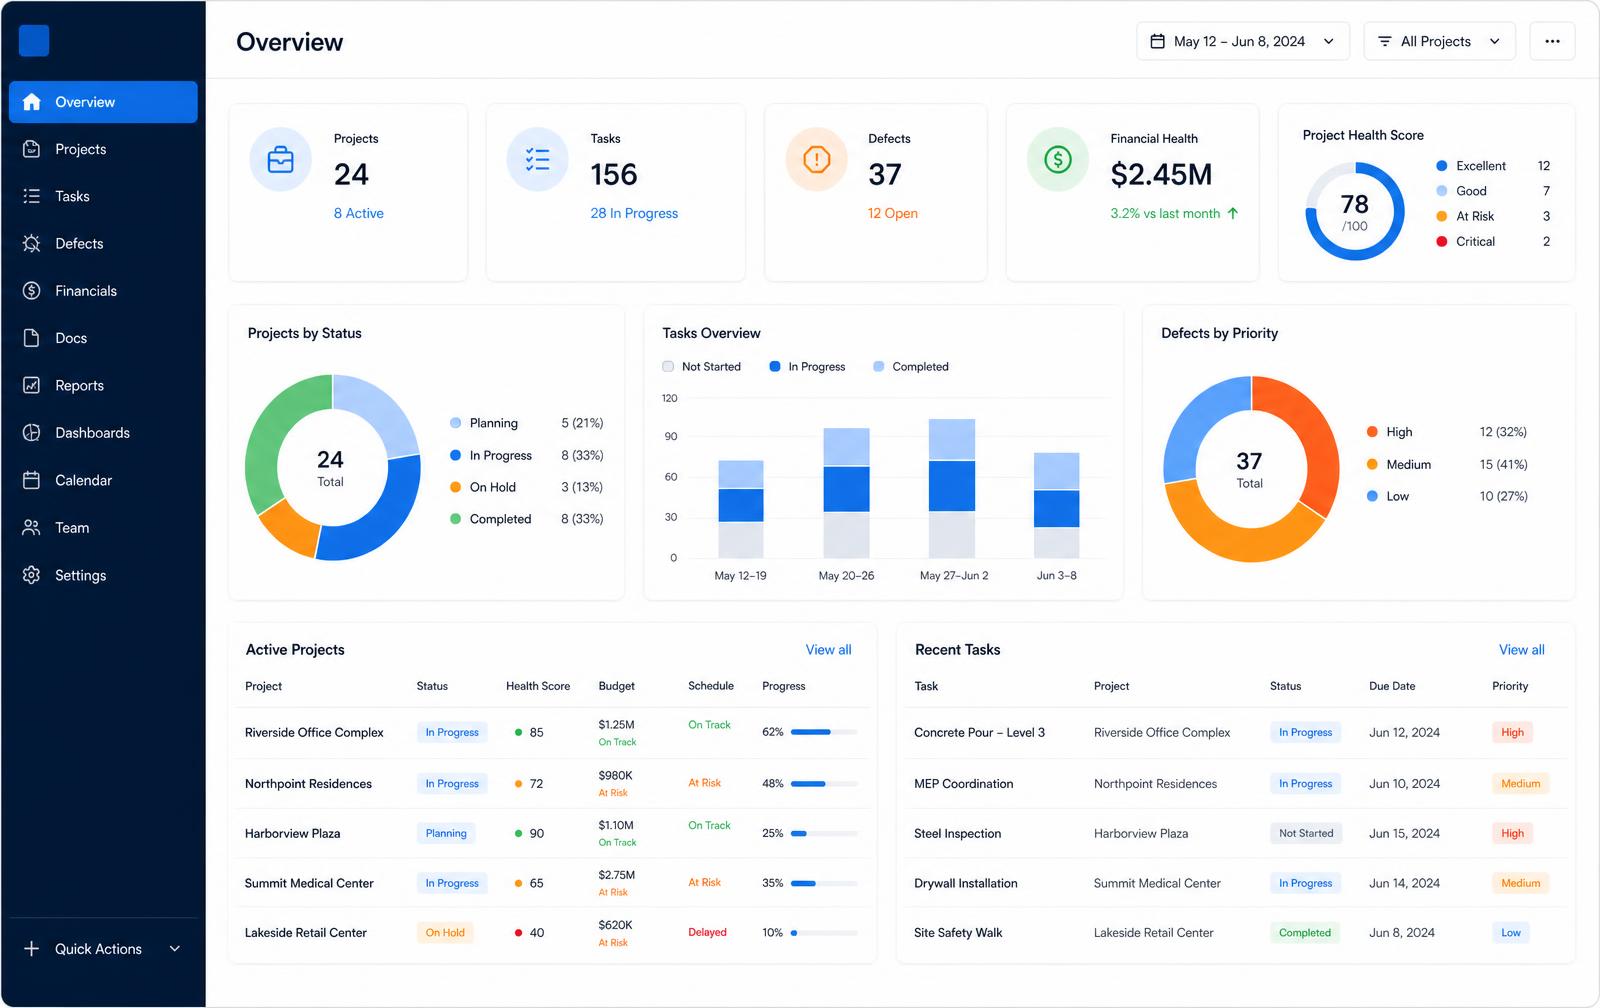 Overview
May 12 – Jun 8, 2024
All Projects
Overview
Projects
Tasks
Defects
Financials
Docs
Reports
Dashboards
Calendar
Team
Settings
Quick Actions
Projects
24
8 Active
Tasks
156
28 In Progress
Defects
37
12 Open
Financial Health
$2.45M
3.2% vs last month
Project Health Score
78
/100
Excellent 12
Good 7
At Risk 3
Critical 2
Projects by Status
24
Total
Planning 5 (21%)
In Progress 8 (33%)
On Hold 3 (13%)
Completed 8 (33%)
Tasks Overview
Not Started In Progress Completed
120
90
60
30
0
May 12–19 May 20–26 May 27–Jun 2 Jun 3–8
Defects by Priority
37
Total
High 12 (32%)
Medium 15 (41%)
Low 10 (27%)
Active Projects View all
Project Status Health Score Budget Schedule Progress
Riverside Office Complex In Progress 85 $1.25M On Track 62%
On Track
Northpoint Residences In Progress 72 $980K At Risk 48%
At Risk
Harborview Plaza Planning 90 $1.10M On Track 25%
On Track
Summit Medical Center In Progress 65 $2.75M At Risk 35%
At Risk
Lakeside Retail Center On Hold 40 $620K Delayed 10%
At Risk
Recent Tasks View all
Task Project Status Due Date Priority
Concrete Pour – Level 3 Riverside Office Complex In Progress Jun 12, 2024 High
MEP Coordination Northpoint Residences In Progress Jun 10, 2024 Medium
Steel Inspection Harborview Plaza Not Started Jun 15, 2024 High
Drywall Installation Summit Medical Center In Progress Jun 14, 2024 Medium
Site Safety Walk Lakeside Retail Center Completed Jun 8, 2024 Low